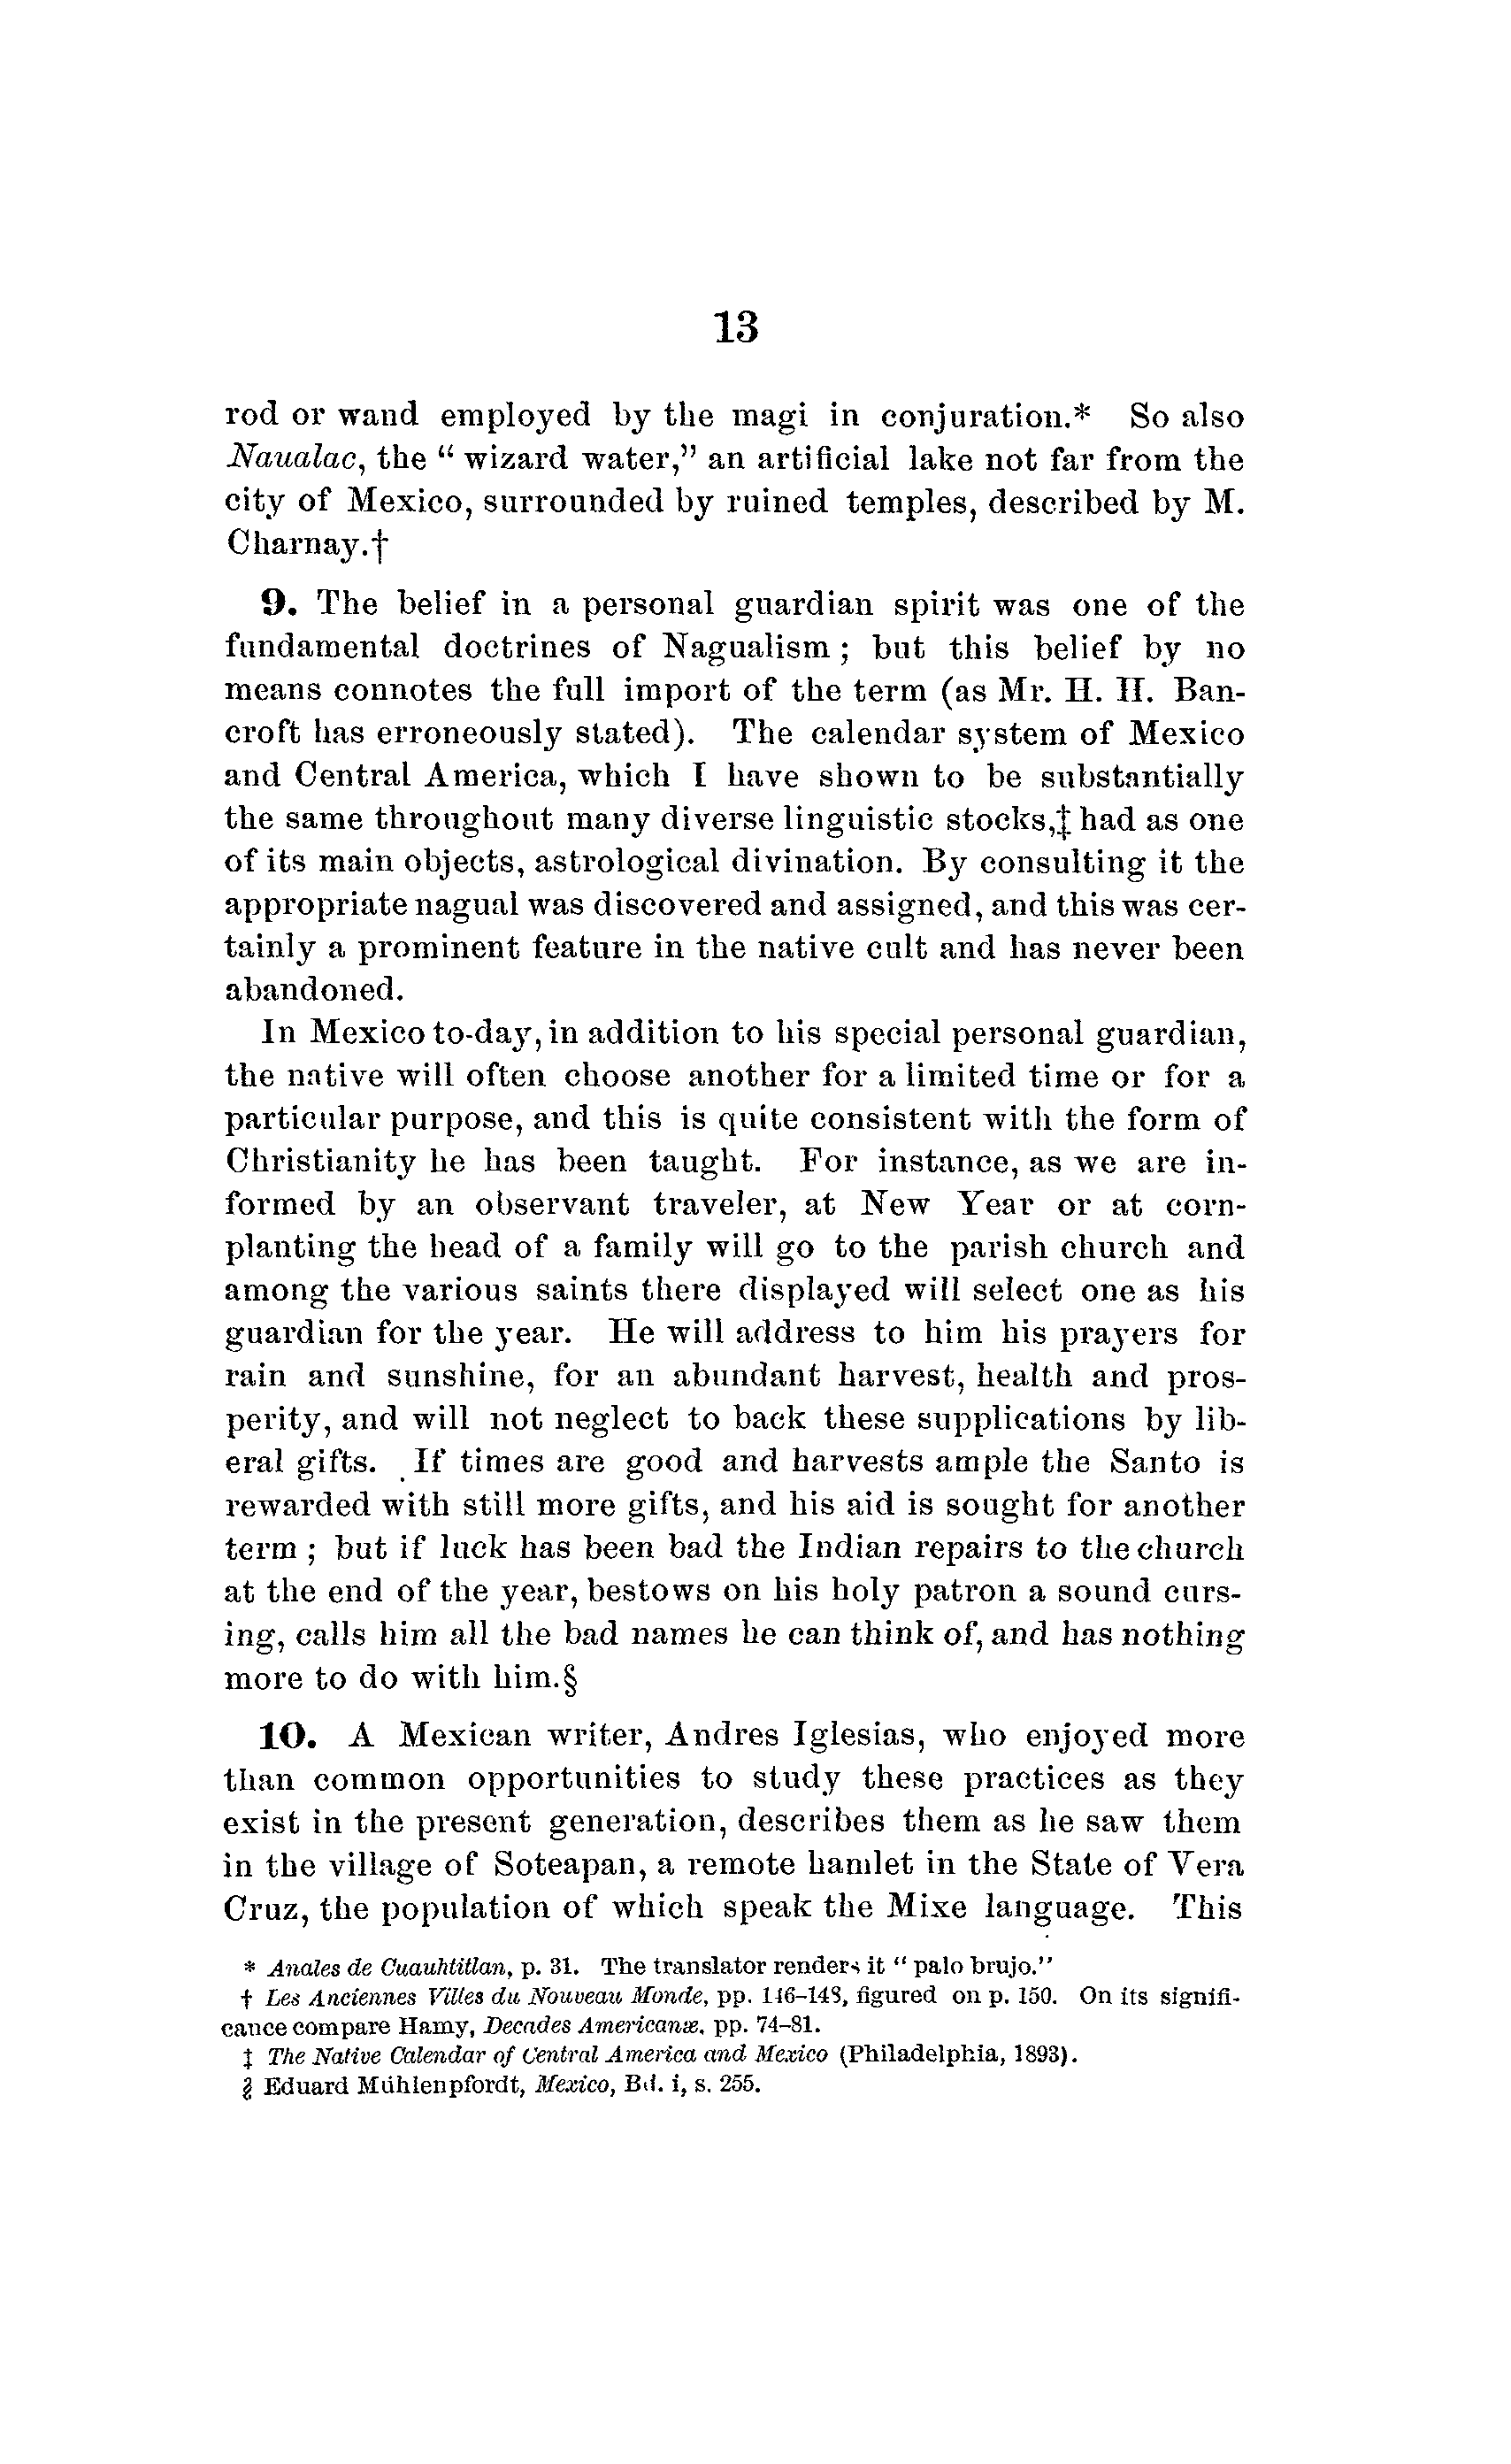 13
rod or wand employed by the magi in conjuration.* So also
Naualac, the “ wizard water,” an artificial lake not far from the
city of Mexico, surrounded by ruined temples, described by M.
Charnay.†
9. The belief in a personal guardian spirit was one of the
fundamental doctrines of Nagualism ; but this belief by no
means connotes the full import of the term (as Mr. H. H. Ban-
croft has erroneously stated). The calendar system of Mexico
and Central America, which I have shown to be substantially
the same throughout many diverse linguistic stocks,‡ had as one
of its main objects, astrological divination. By consulting it the
appropriate nagual was discovered and assigned, and this was cer-
tainly a prominent feature in the native cult and has never been
abandoned.
In Mexico to-day, in addition to his special personal guardian,
the native will often choose another for a limited time or for a
particular purpose, and this is quite consistent with the form of
Christianity he has been taught. For instance, as we are in-
formed by an observant traveler, at New Year or at corn-
planting the head of a family will go to the parish church and
among the various saints there displayed will select one as his
guardian for the year. He will address to him his prayers for
rain and sunshine, for an abundant harvest, health and pros-
perity, and will not neglect to back these supplications by lib-
eral gifts. If times are good and harvests ample the Santo is
rewarded with still more gifts, and his aid is sought for another
term ; but if luck has been bad the Indian repairs to the church
at the end of the year, bestows on his holy patron a sound curs-
ing, calls him all the bad names he can think of, and has nothing
more to do with him.§
10. A Mexican writer, Andres Iglesias, who enjoyed more
than common opportunities to study these practices as they
exist in the present generation, describes them as he saw them
in the village of Soteapan, a remote hamlet in the State of Vera
Cruz, the population of which speak the Mixe language. This
* Anales de Cuauhtitlan, p. 31. The translator renders it “ palo brujo.”
† Les Anciennes Villes du Nouveau Monde, pp. 146-148, figured on p. 150. On its signifi-
cance compare Hamy, Decades Americanæ, pp. 74-81.
‡ The Native Calendar of Central America and Mexico (Philadelphia, 1893).
§ Eduard Mühlenpfordt, Mexico, Bd. i, s. 255.